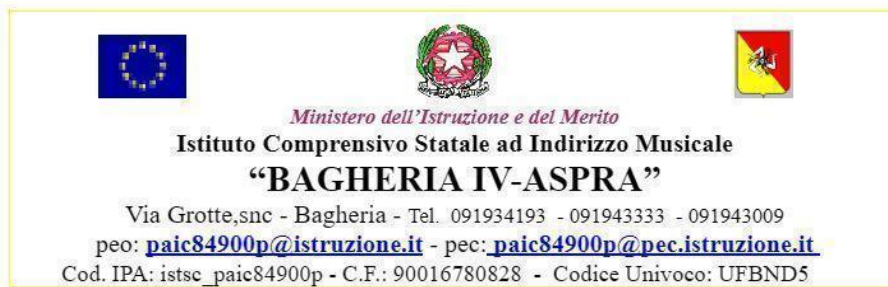 Ministero dell'Istruzione e del Merito
Istituto Comprensivo Statale ad Indirizzo Musicale
“BAGHERIA IV-ASPRA”
Via Grotte,snc - Bagheria - Tel. 091934193 - 091943333 - 091943009
peo: paic84900p@istruzione.it - pec: paic84900p@pec.istruzione.it
Cod. IPA: istsc_paic84900p - C.F.: 90016780828 - Codice Univoco: UFBND5